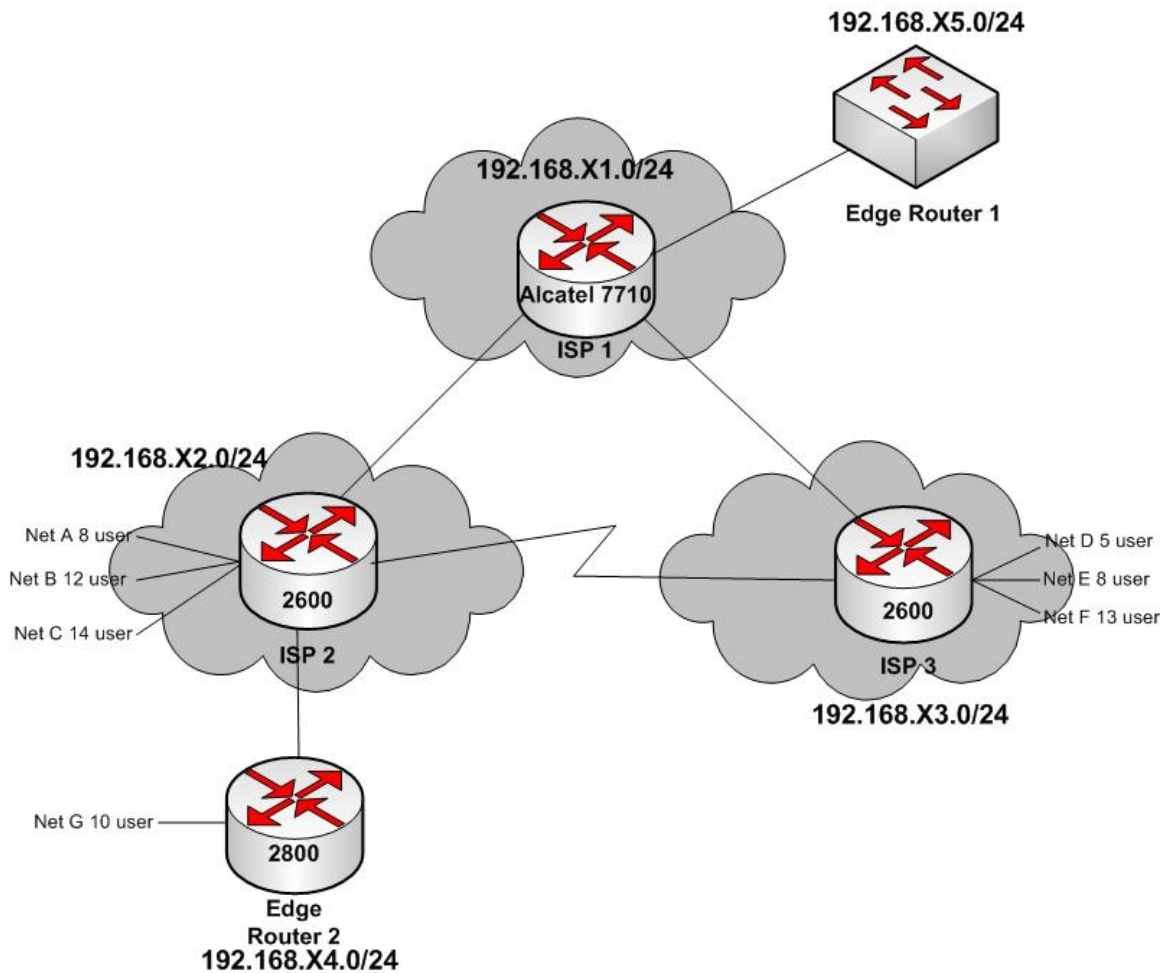 192.168.X5.0/24
Edge Router 1
192.168.X1.0/24
Alcatel 7710
ISP 1
192.168.X2.0/24
Net A 8 user
Net B 12 user
Net C 14 user
2600
ISP 2
Net D 5 user
Net E 8 user
Net F 13 user
2600
ISP 3
192.168.X3.0/24
Net G 10 user
2800
Edge
Router 2
192.168.X4.0/24